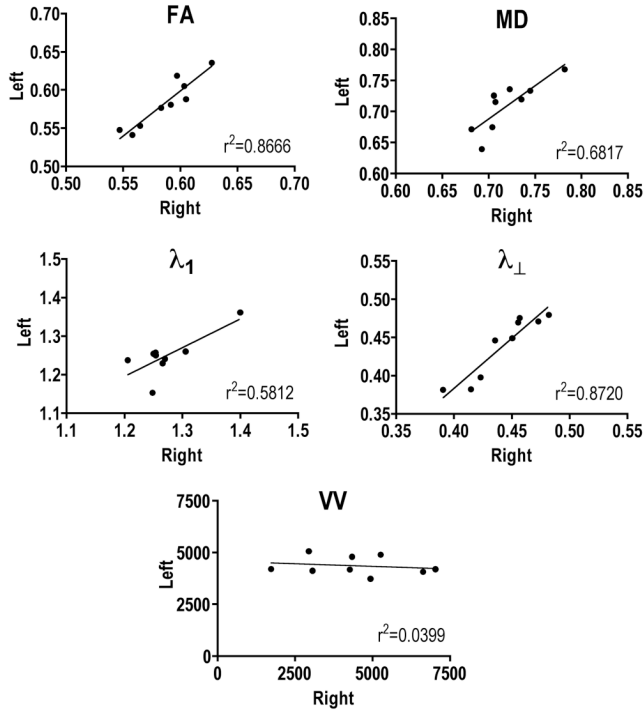 FA
0.70
0.65
0.60
0.55
0.50
Left
r²=0.8666
0.50 0.55 0.60 0.65 0.70
Right
MD
0.85
0.80
0.75
0.70
0.65
0.60
Left
r²=0.6817
0.60 0.65 0.70 0.75 0.80 0.85
Right
λ₁
1.5
1.4
1.3
1.2
1.1
Left
r²=0.5812
1.1 1.2 1.3 1.4 1.5
Right
λ⊥
0.55
0.50
0.45
0.40
0.35
Left
r²=0.8720
0.35 0.40 0.45 0.50 0.55
Right
VV
7500
5000
2500
0
Left
r²=0.0399
0 2500 5000 7500
Right